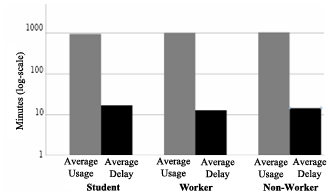 Minutes (log-scale)
1000
100
10
1
Average Usage
Average Delay
Average Usage
Average Delay
Average Usage
Average Delay
Student
Worker
Non-Worker